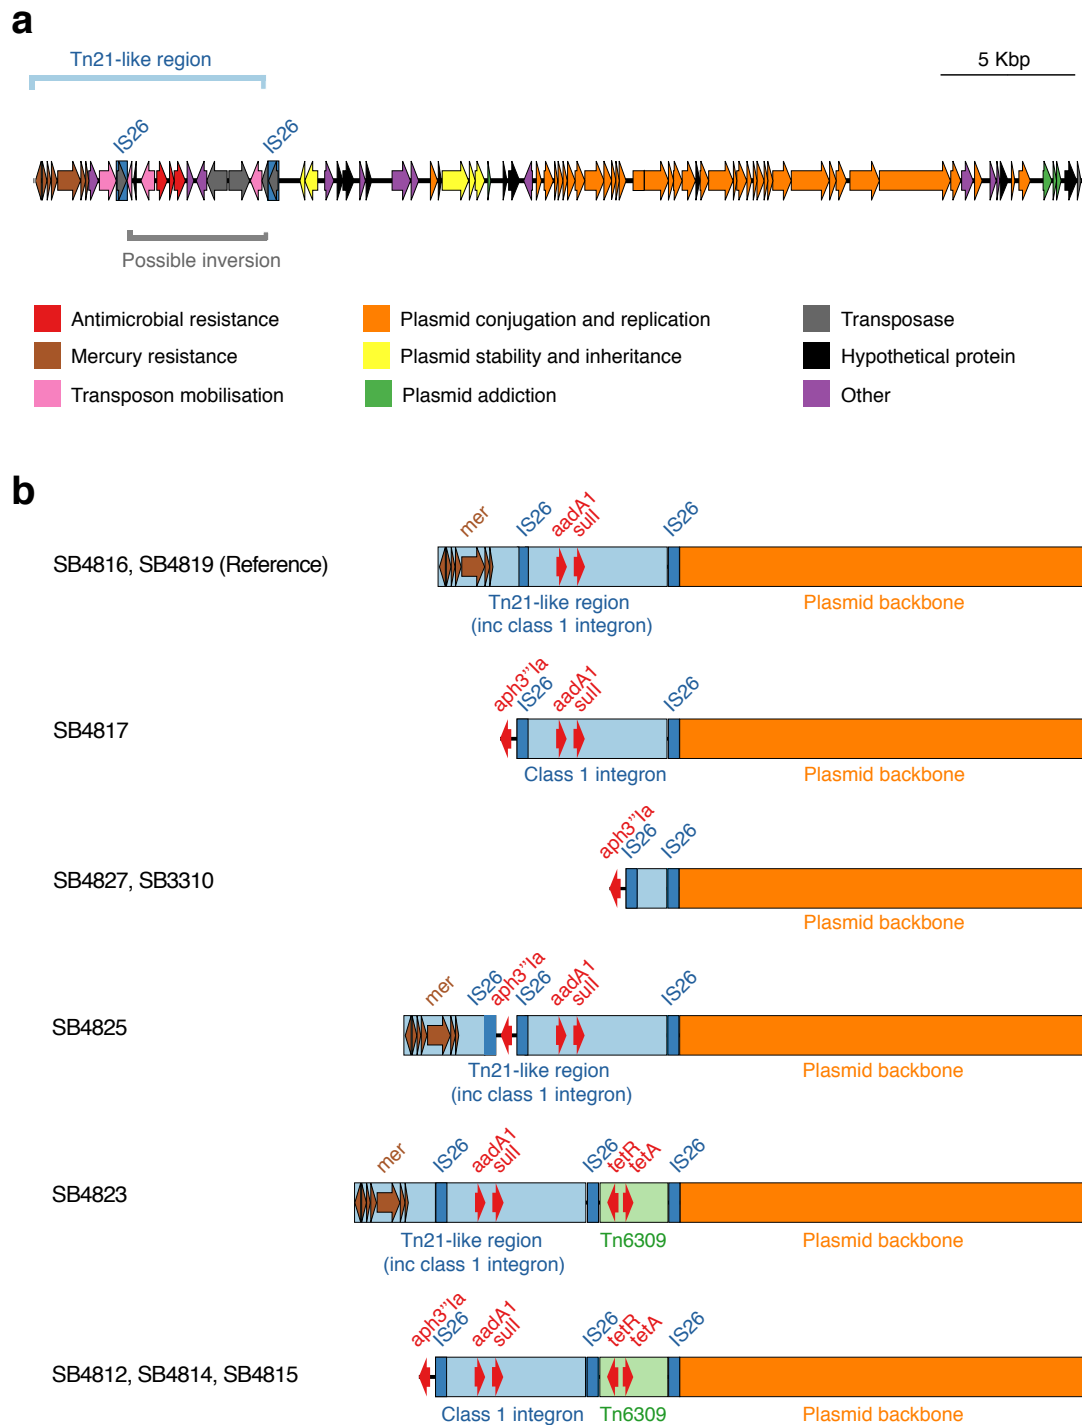 a
Tn21-like region
5 Kbp
IS26
IS26
Possible inversion
Antimicrobial resistance
Plasmid conjugation and replication
Transposase
Mercury resistance
Plasmid stability and inheritance
Hypothetical protein
Transposon mobilisation
Plasmid addiction
Other
b
mer
IS26
aadA1
sull
IS26
SB4816, SB4819 (Reference)
Tn21-like region
(inc class 1 integron)
Plasmid backbone
aph3”Ia
IS26
aadA1
sull
IS26
SB4817
Class 1 integron
Plasmid backbone
aph3”Ia
IS26
IS26
SB4827, SB3310
Plasmid backbone
mer
IS26
aph3”Ia
IS26
aadA1
sull
IS26
SB4825
Tn21-like region
(inc class 1 integron)
Plasmid backbone
mer
IS26
aadA1
sull
IS26
tetR
tetA
IS26
SB4823
Tn21-like region
(inc class 1 integron)
Tn6309
Plasmid backbone
aph3”Ia
IS26
aadA1
sull
IS26
tetR
tetA
IS26
SB4812, SB4814, SB4815
Class 1 integron
Tn6309
Plasmid backbone